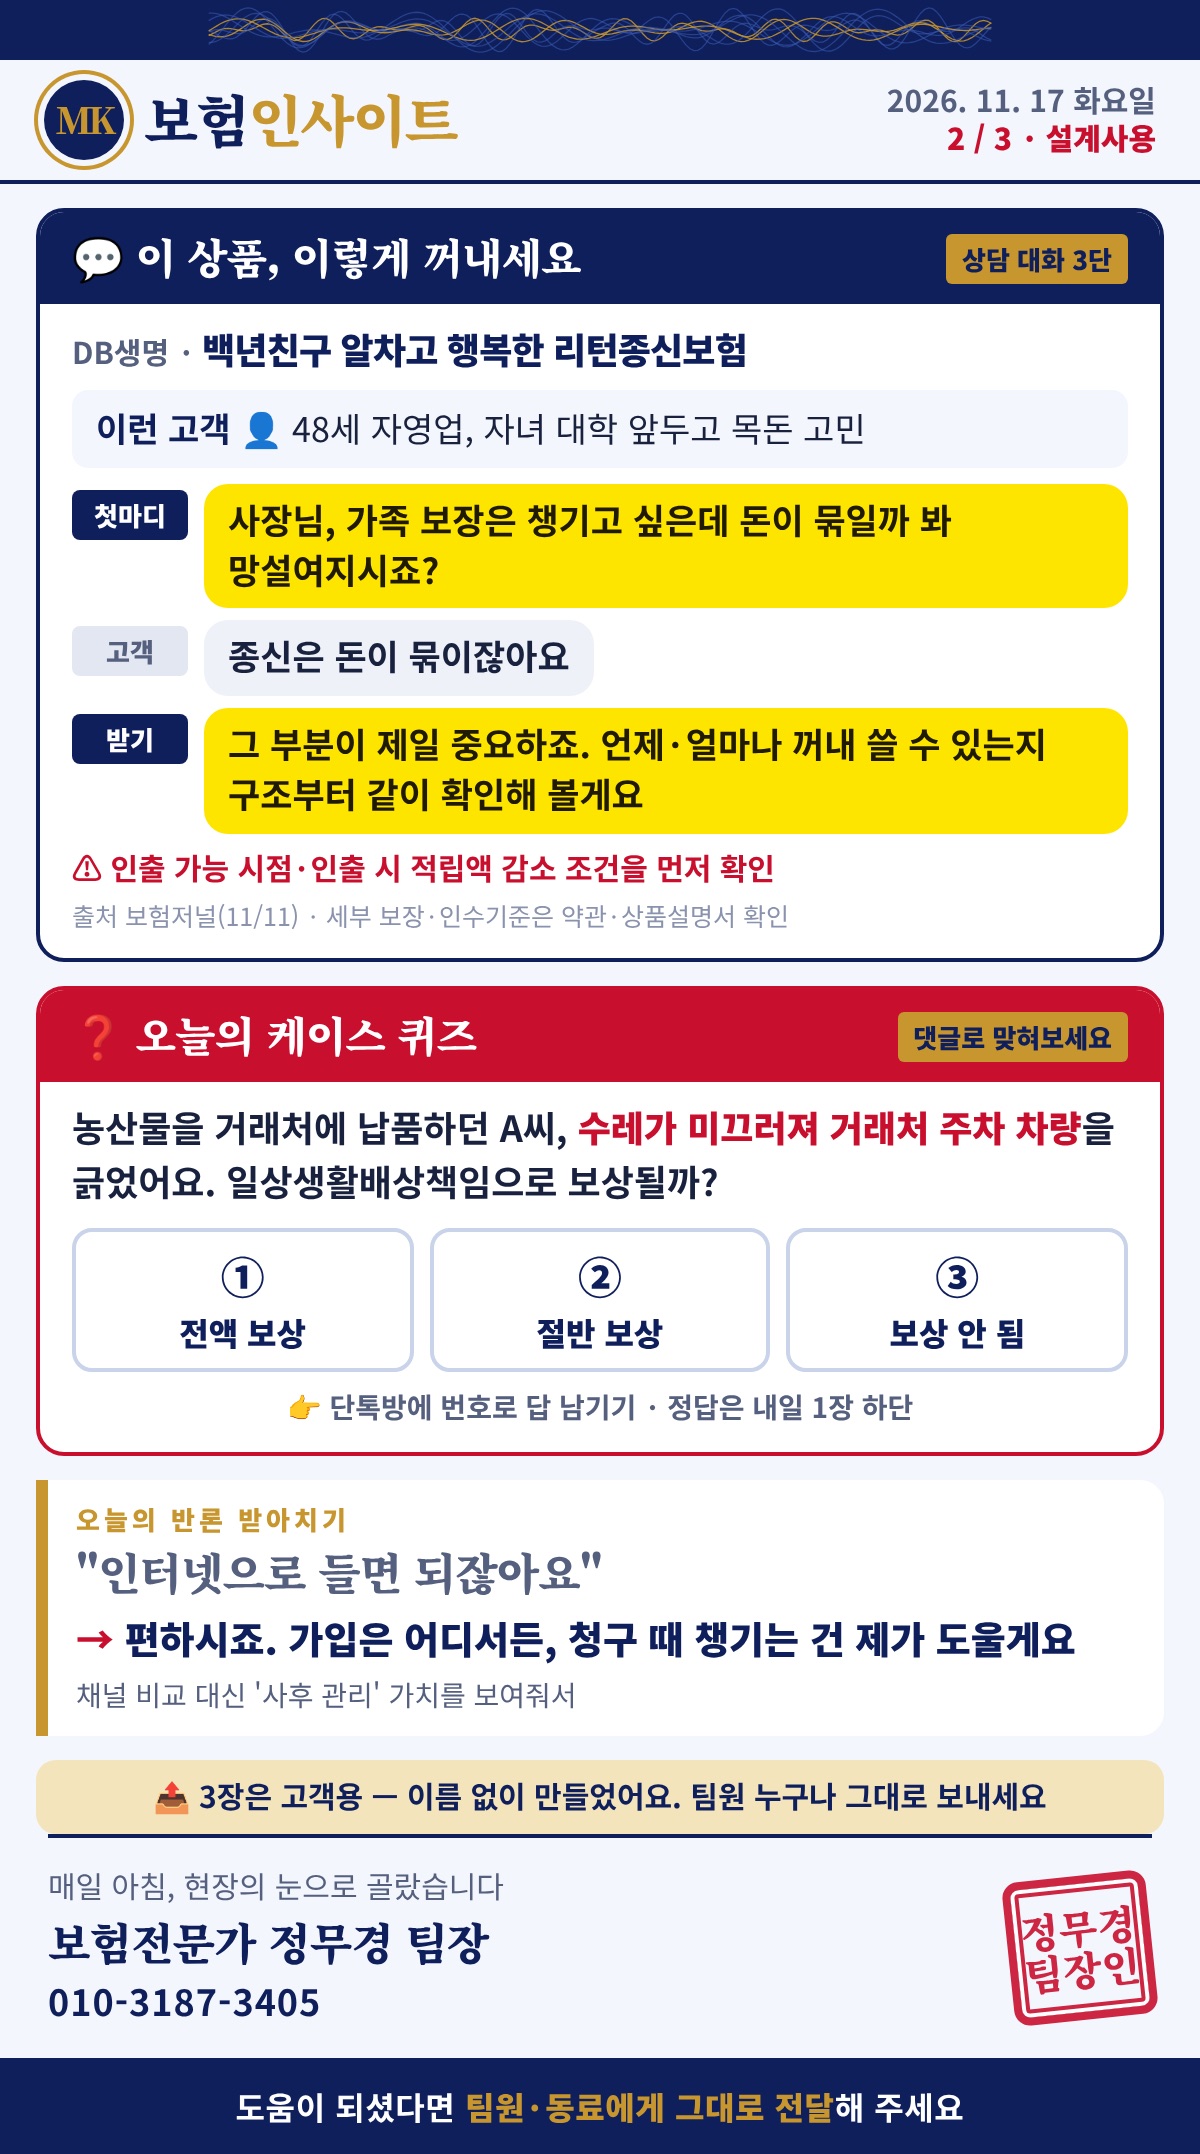 MK 보험인사이트
2026. 11. 17 화요일
2 / 3 · 설계사용
💬 이 상품, 이렇게 꺼내세요
상담 대화 3단
DB생명 · 백년친구 알차고 행복한 리턴종신보험
이런 고객 👤 48세 자영업, 자녀 대학 앞두고 목돈 고민
첫마디
사장님, 가족 보장은 챙기고 싶은데 돈이 묶일까 봐
망설여지시죠?
고객
종신은 돈이 묶이잖아요
받기
그 부분이 제일 중요하죠. 언제·얼마나 꺼내 쓸 수 있는지
구조부터 같이 확인해 볼게요
⚠ 인출 가능 시점·인출 시 적립액 감소 조건을 먼저 확인
출처 보험저널(11/11) · 세부 보장·인수기준은 약관·상품설명서 확인
❓ 오늘의 케이스 퀴즈
댓글로 맞혀보세요
농산물을 거래처에 납품하던 A씨, 수레가 미끄러져 거래처 주차 차량을
긁었어요. 일상생활배상책임으로 보상될까?
①
전액 보상
②
절반 보상
③
보상 안 됨
👉 단톡방에 번호로 답 남기기 · 정답은 내일 1장 하단
오늘의 반론 받아치기
"인터넷으로 들면 되잖아요"
→ 편하시죠. 가입은 어디서든, 청구 때 챙기는 건 제가 도울게요
채널 비교 대신 '사후 관리' 가치를 보여줘서
📤 3장은 고객용 — 이름 없이 만들었어요. 팀원 누구나 그대로 보내세요
매일 아침, 현장의 눈으로 골랐습니다
보험전문가 정무경 팀장
010-3187-3405
정무경
팀장인
도움이 되셨다면 팀원·동료에게 그대로 전달해 주세요